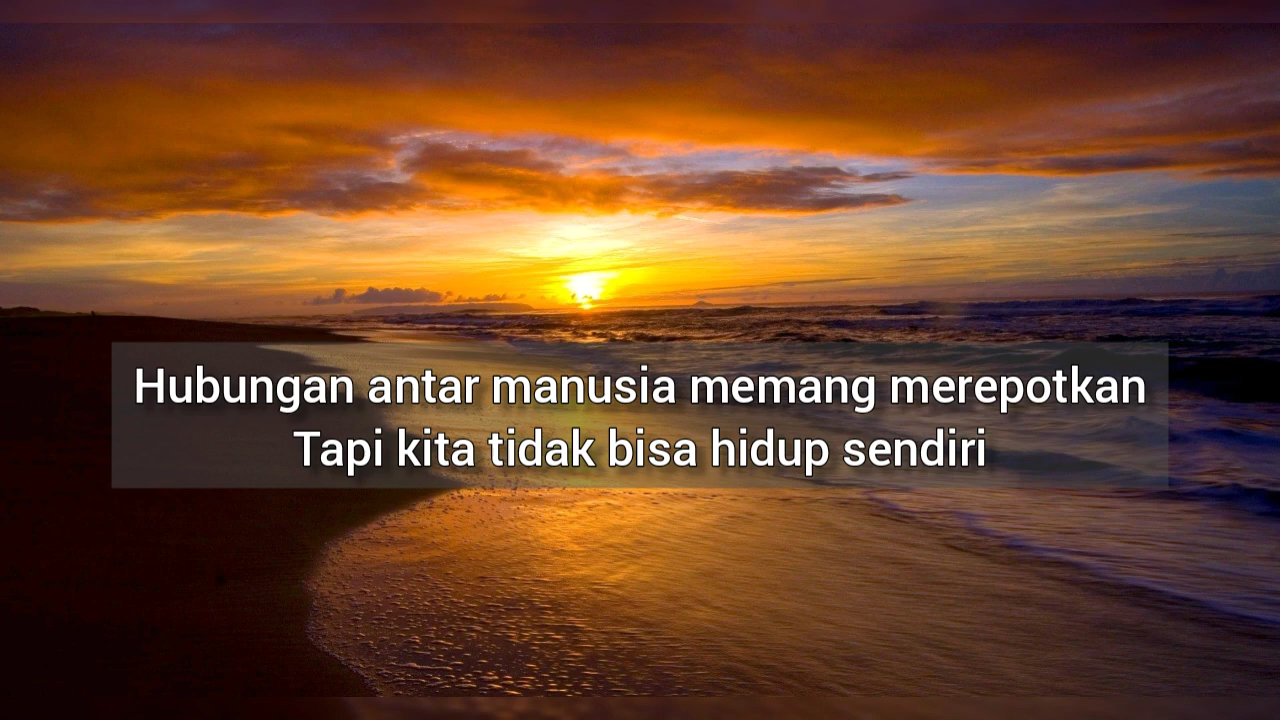 Hubungan antar manusia memang merepotkan
Tapi kita tidak bisa hidup sendiri